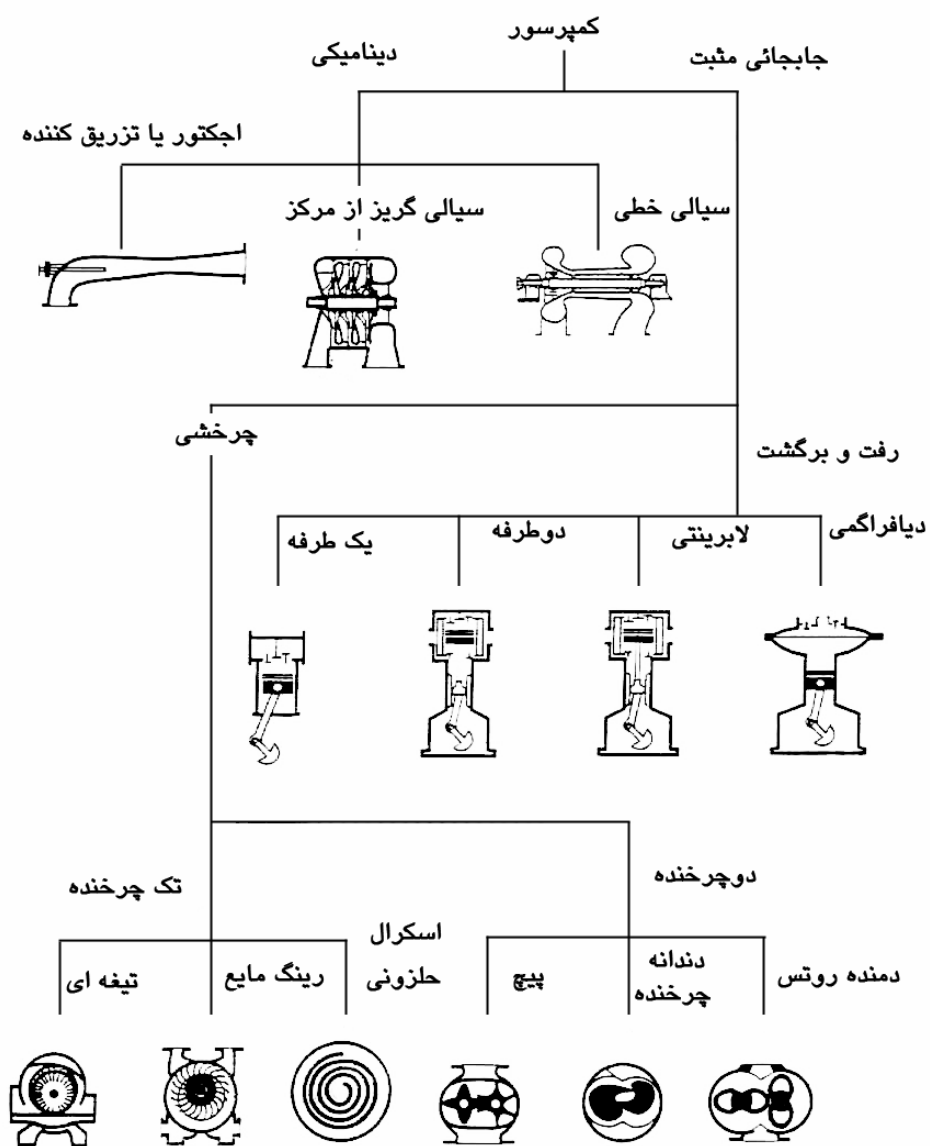 کمپرسور
جابجائی مثبت
دینامیکی
اجکتور یا تزریق کننده
سیالی خطی
سیالی گریز از مرکز
چرخشی
رفت و برگشت
دیافراگمی
لابرینتی
دوطرفه
یک طرفه
دوچرخنده
تک چرخنده
دمنده روتس
دندانه
چرخنده
پیچ
اسکرال
حلزونی
رینگ مایع
تیغه ای